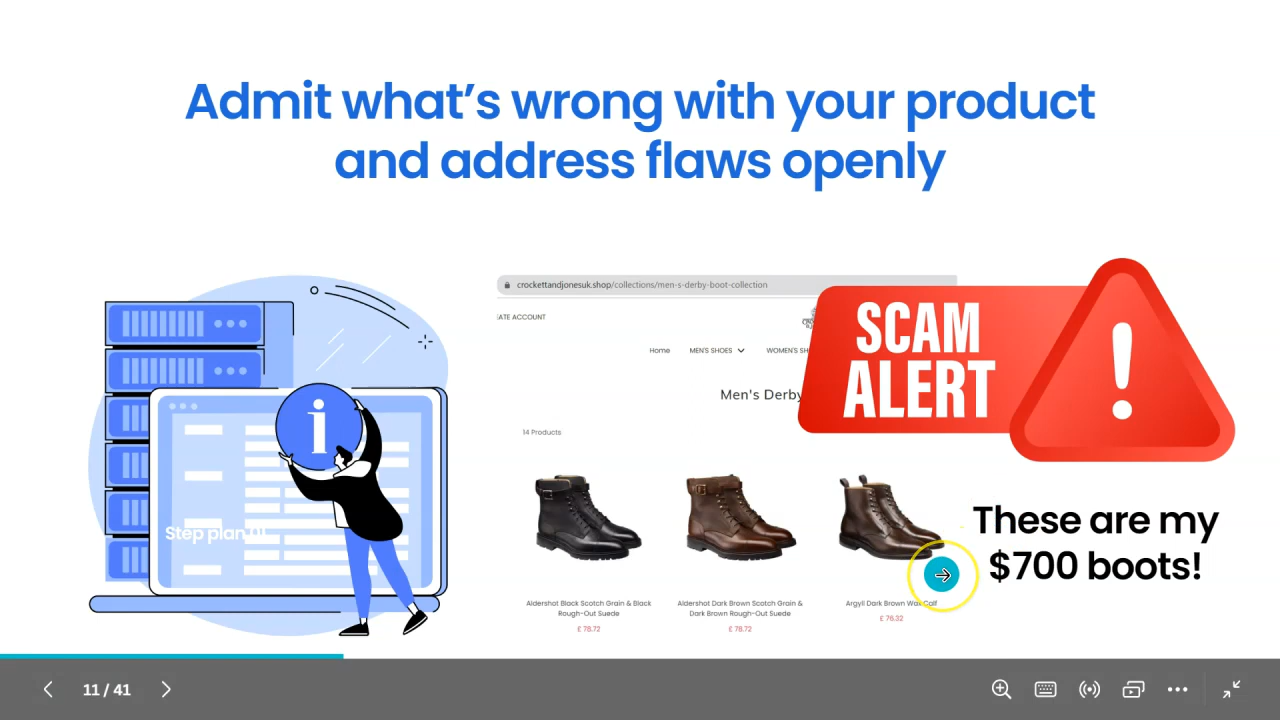 Admit what's wrong with your product
and address flaws openly
crockettandjonesuk.shop/collections/men-s-derby-boot-collection
ATE ACCOUNT
Home MEN'S SHOES WOMEN'S SH
Men's Derby
14 Products
SCAM
ALERT
!
i
Step plan
These are my
$700 boots!
Aldershot Black Scotch Grain & Black
Rough-Out Suede
£ 78.72
Aldershot Dark Brown Scotch Grain &
Dark Brown Rough-Out Suede
£ 78.72
Argyll Dark Brown Wax Calf
£ 76.32
11 / 41